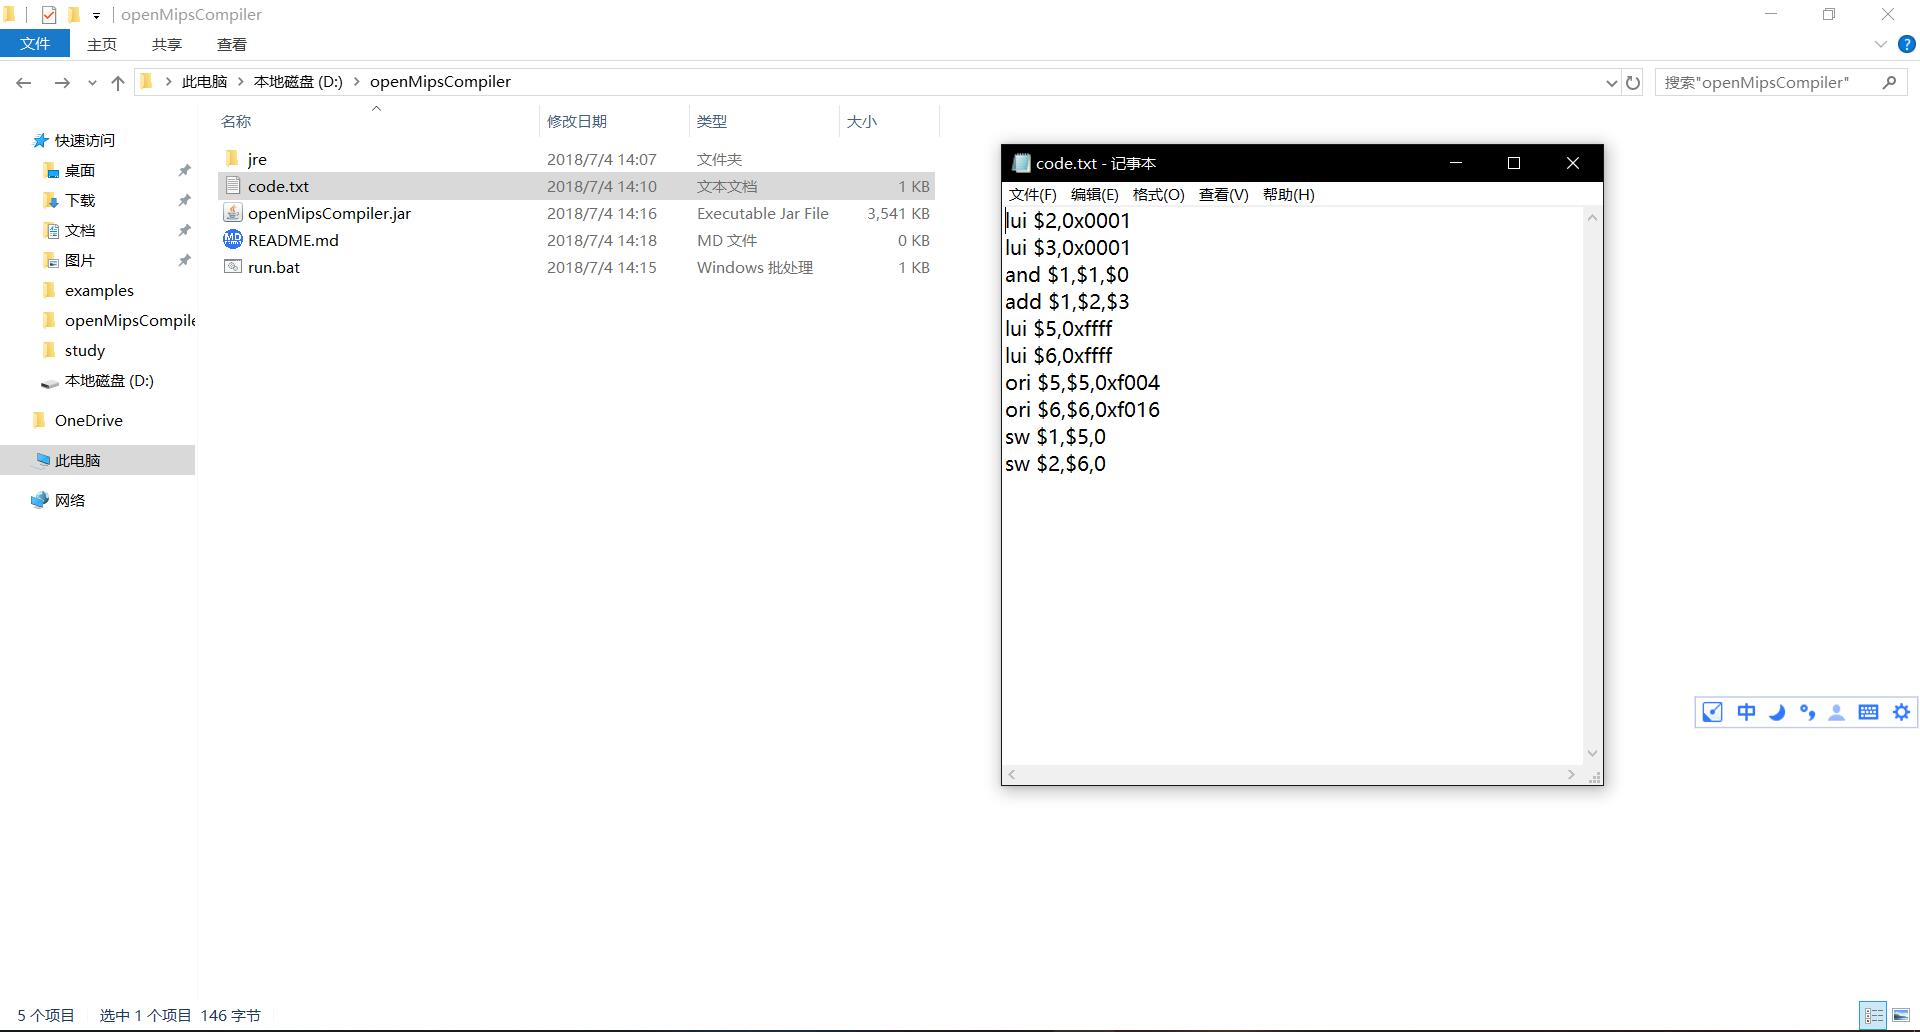 openMipsCompiler
文件 主页 共享 查看
此电脑 本地磁盘 (D:) openMipsCompiler
搜索"openMipsCompiler"
名称 修改日期 类型 大小
jre 2018/7/4 14:07 文件夹
code.txt 2018/7/4 14:10 文本文档 1 KB
openMipsCompiler.jar 2018/7/4 14:16 Executable Jar File 3,541 KB
README.md 2018/7/4 14:18 MD 文件 0 KB
run.bat 2018/7/4 14:15 Windows 批处理 1 KB
快速访问
桌面
下载
文档
图片
examples
openMipsCompile
study
本地磁盘 (D:)
OneDrive
此电脑
网络
code.txt - 记事本
文件(F) 编辑(E) 格式(O) 查看(V) 帮助(H)
lui $2,0x0001
lui $3,0x0001
and $1,$1,$0
add $1,$2,$3
lui $5,0xffff
lui $6,0xffff
ori $5,$5,0xf004
ori $6,$6,0xf016
sw $1,$5,0
sw $2,$6,0
中
5 个项目 选中 1 个项目 146 字节